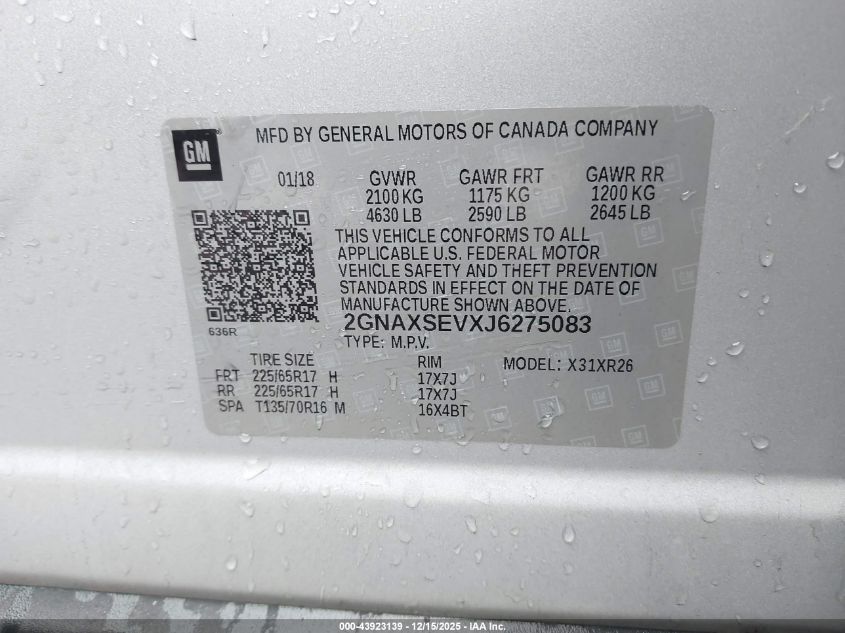 GM
MFD BY GENERAL MOTORS OF CANADA COMPANY
01/18 GVWR GAWR FRT GAWR RR
2100 KG 1175 KG 1200 KG
4630 LB 2590 LB 2645 LB
THIS VEHICLE CONFORMS TO ALL
APPLICABLE U.S. FEDERAL MOTOR
VEHICLE SAFETY AND THEFT PREVENTION
STANDARDS IN EFFECT ON THE DATE OF
MANUFACTURE SHOWN ABOVE.
2GNAXSEVXJ6275083
636R
TYPE: M.P.V.
TIRE SIZE RIM MODEL: X31XR26
FRT 225/65R17 H 17X7J
RR 225/65R17 H 17X7J
SPA T135/70R16 M 16X4BT
000-43923139 - 12/15/2025 - IAA Inc.